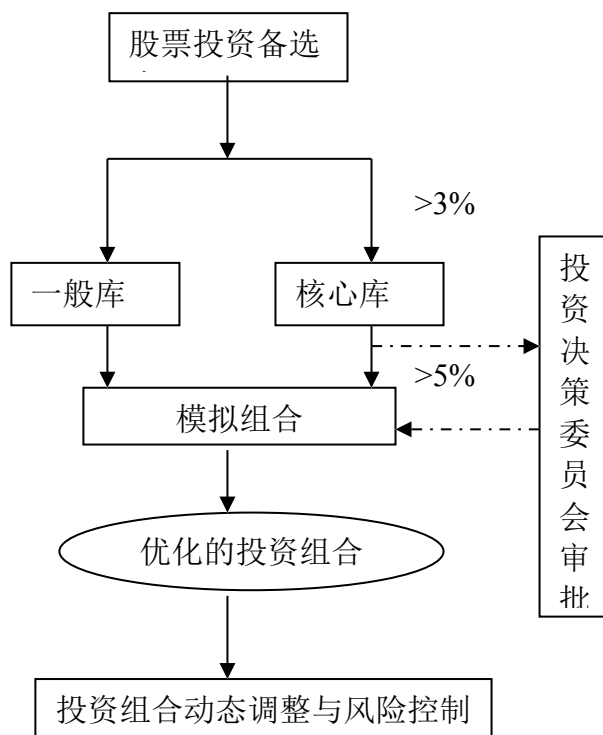 股票投资备选
>3%
一般库
核心库
投资决策委员会审批
>5%
模拟组合
优化的投资组合
投资组合动态调整与风险控制